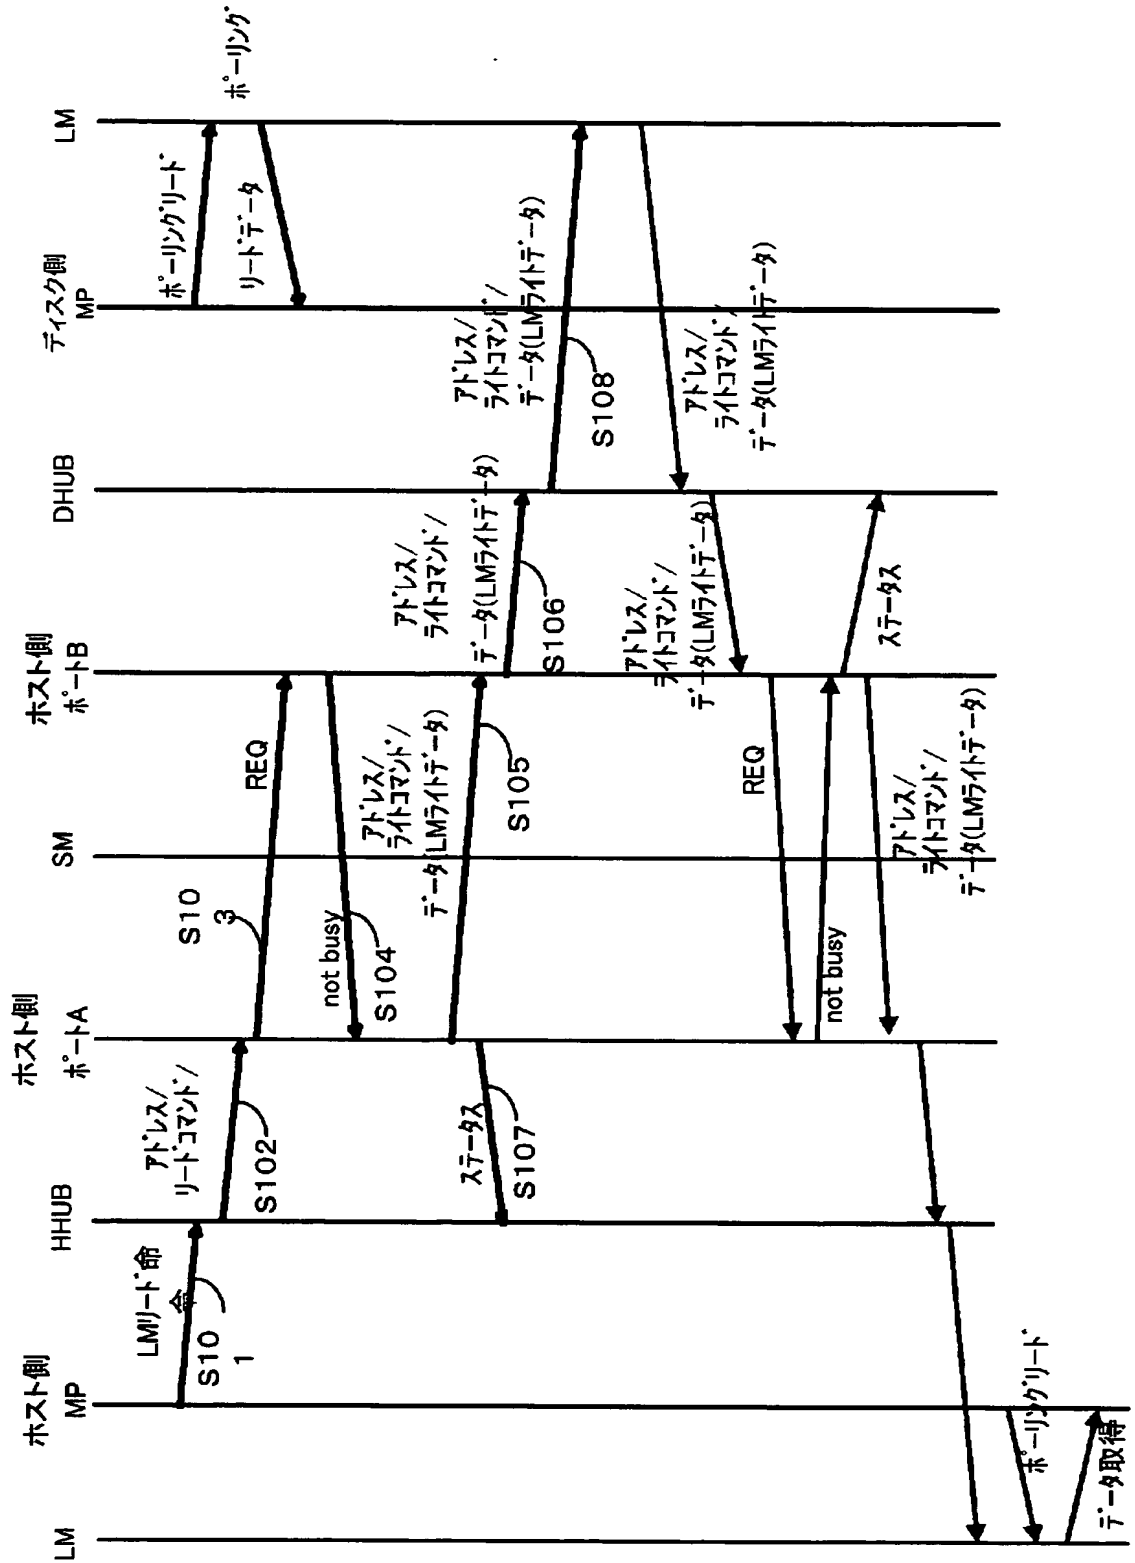 LM
ホスト側
MP
HHUB
ホスト側
ポートA
SM
ホスト側
ポートB
DHUB
ディスク側
MP
LM
LMリード命
令
S10
1
アドレス/
リードコマンド/
S102
S10
3
REQ
not busy
S104
アドレス/
ライトコマンド/
データ(LMライトデータ)
S105
ステータス
S107
アドレス/
ライトコマンド/
データ(LMライトデータ)
S106
アドレス/
ライトコマンド/
データ(LMライトデータ)
S108
ポーリングリード
リードデータ
ポーリング
アドレス/
ライトコマンド/
データ(LMライトデータ)
アドレス/
ライトコマンド/
データ(LMライトデータ)
REQ
not busy
ステータス
アドレス/
ライトコマンド/
データ(LMライトデータ)
ポーリングリード
データ取得